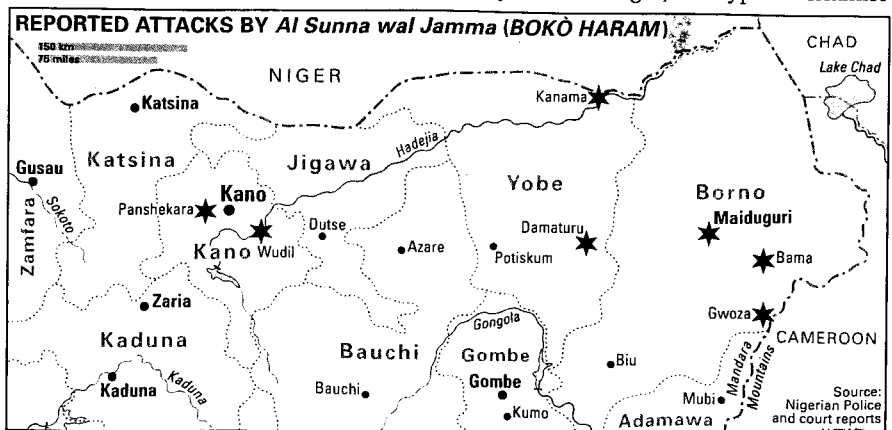 REPORTED ATTACKS BY Al Sunna wal Jamma (BOKÒ HARAM)
150 km
75 miles
CHAD
Lake Chad
NIGER
Kanama
Katsina
Hadejia
Katsina
Jigawa
Gusau
Yobe
Borno
Sokoto
Kano
Panshekara
Maiduguri
Zamfara
Dutse
Damaturu
Kano
Wudil
Azare
Potiskum
Bama
Zaria
Gwoza
Gongola
CAMEROON
Kaduna
Bauchi
Gombe
Biu
Mandara
Mountains
Kaduna
Kaduna
Bauchi
Gombe
Mubi
Source:
Nigerian Police
and court reports
Kumo
Adamawa